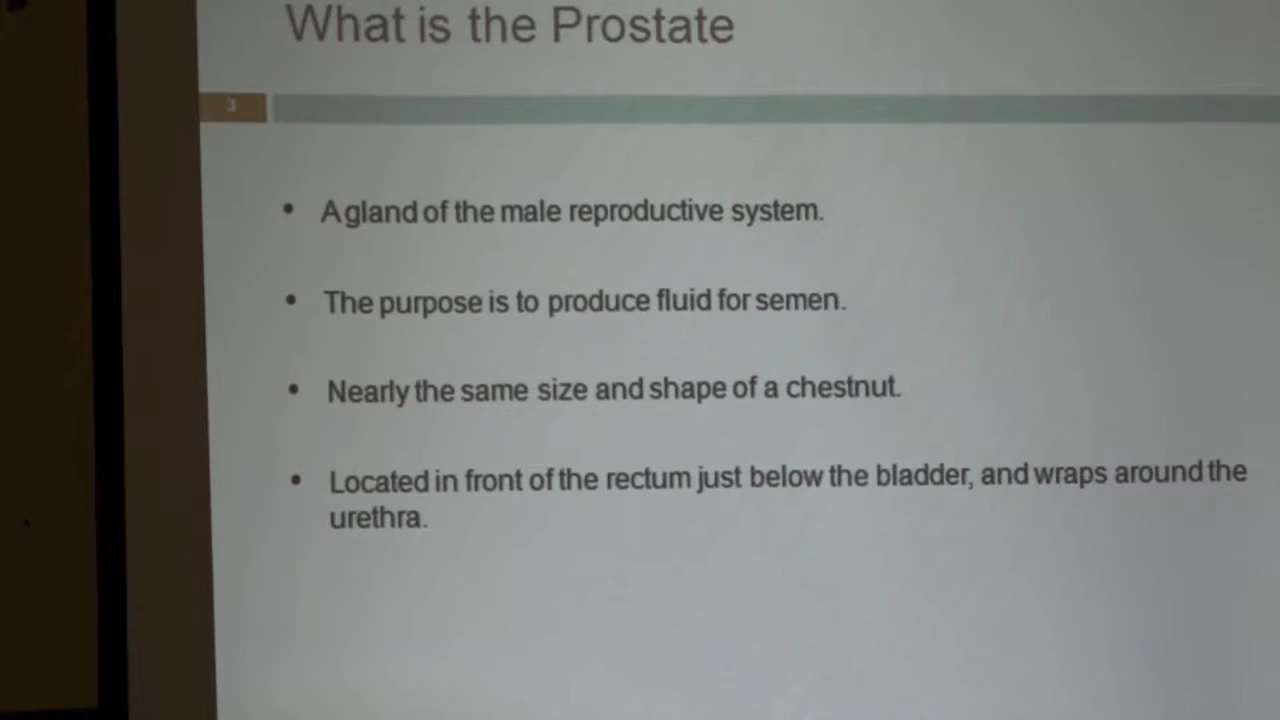 What is the Prostate
3
• A gland of the male reproductive system.
• The purpose is to produce fluid for semen.
• Nearly the same size and shape of a chestnut.
• Located in front of the rectum just below the bladder, and wraps around the
urethra.